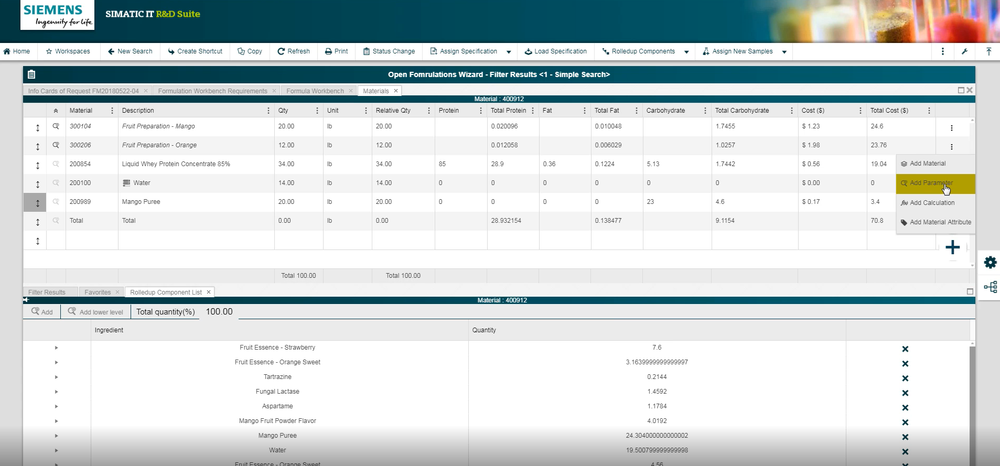 SIEMENS
Ingenuity for life
SIMATIC IT R&D Suite
Home Workspaces New Search Create Shortcut Copy Refresh Print Status Change Assign Specification Load Specification Rolledup Components Assign New Samples
Open Fomrulations Wizard - Filter Results <1 - Simple Search>
Info Cards of Request FM20180522-04 × Formulation Workbench Requirements × Formula Workbench × Materials ×
Material : 400912
Material Description Qty Unit Relative Qty Protein Total Protein Fat Total Fat Carbohydrate Total Carbohydrate Cost ($) Total Cost ($)
300104 Fruit Preparation - Mango 20.00 lb 20.00 0.020096 0.010048 1.7455 $ 1.23 24.6
300206 Fruit Preparation - Orange 12.00 lb 12.00 0.012058 0.006029 1.0257 $ 1.98 23.76
200854 Liquid Whey Protein Concentrate 85% 34.00 lb 34.00 85 28.9 0.36 0.1224 5.13 1.7442 $ 0.56 19.04
200100 Water 14.00 lb 14.00 0 0 0 0 0 0 $ 0.00 0
200989 Mango Puree 20.00 lb 20.00 0 0 0 0 23 4.6 $ 0.17 3.4
Total Total 0.00 lb 0.00 28.932154 0.138477 9.1154 70.8
Add Material
Add Parameter
f(x) Add Calculation
Add Material Attribute
Total 100.00 Total 100.00
Filter Results Favorites × Rolledup Component List ×
Material : 400912
Add Add lower level Total quantity(%) 100.00
Ingredient Quantity
Fruit Essence - Strawberry 7.6
Fruit Essence - Orange Sweet 3.1639999999999997
Tartrazine 0.2144
Fungal Lactase 1.4592
Aspartame 1.1784
Mango Fruit Powder Flavor 4.0192
Mango Puree 24.304000000000002
Water 19.500799999999998
Fruit Essence - Orange Sweet 4.56